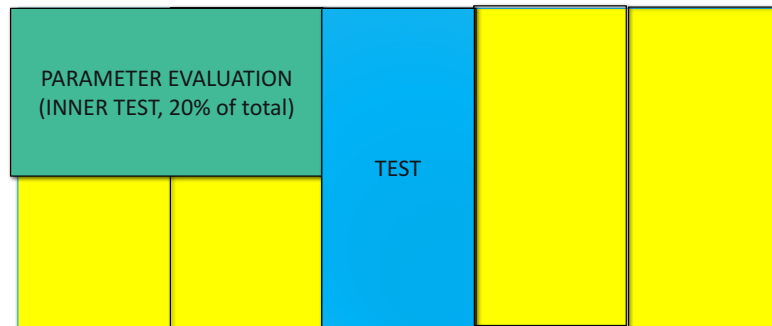 PARAMETER EVALUATION
(INNER TEST, 20% of total)
TEST